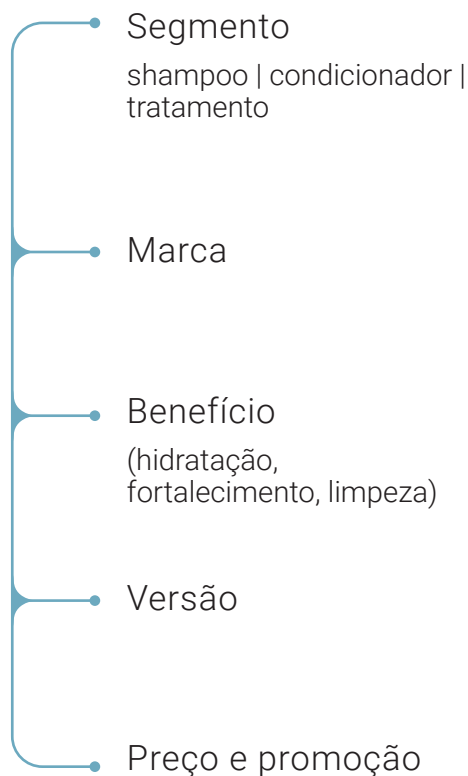 Segmento
shampoo | condicionador |
tratamento
Marca
Benefício
(hidratação,
fortalecimento, limpeza)
Versão
Preço e promoção